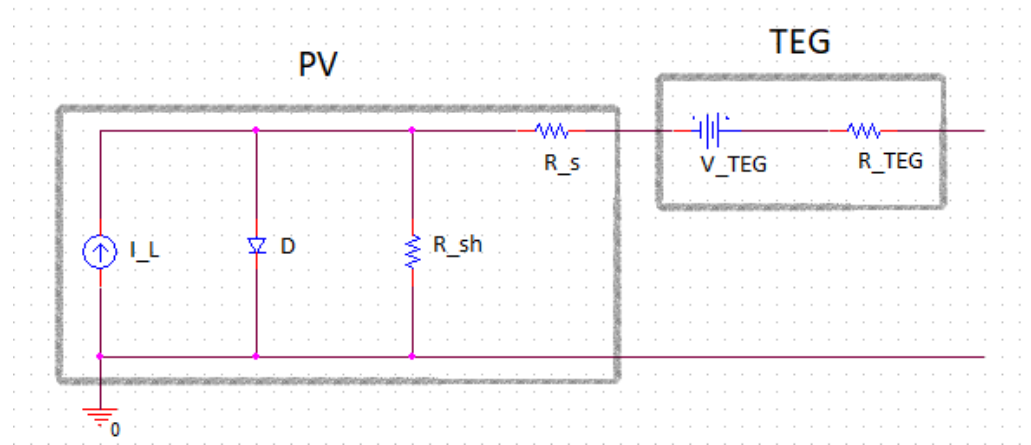 PV
TEG
R_s
V_TEG
R_TEG
I_L
D
R_sh
0